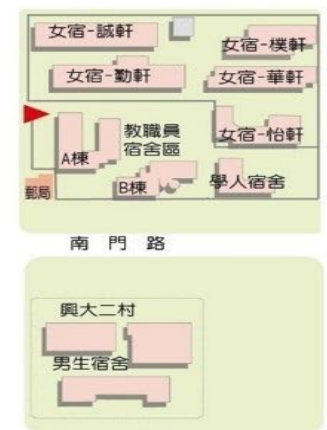 女宿-誠軒
女宿-樸軒
女宿-勤軒
女宿-華軒
教職員
宿舍區
女宿-怡軒
A棟
B棟
學人宿舍
郵局
南門路
興大二村
男生宿舍